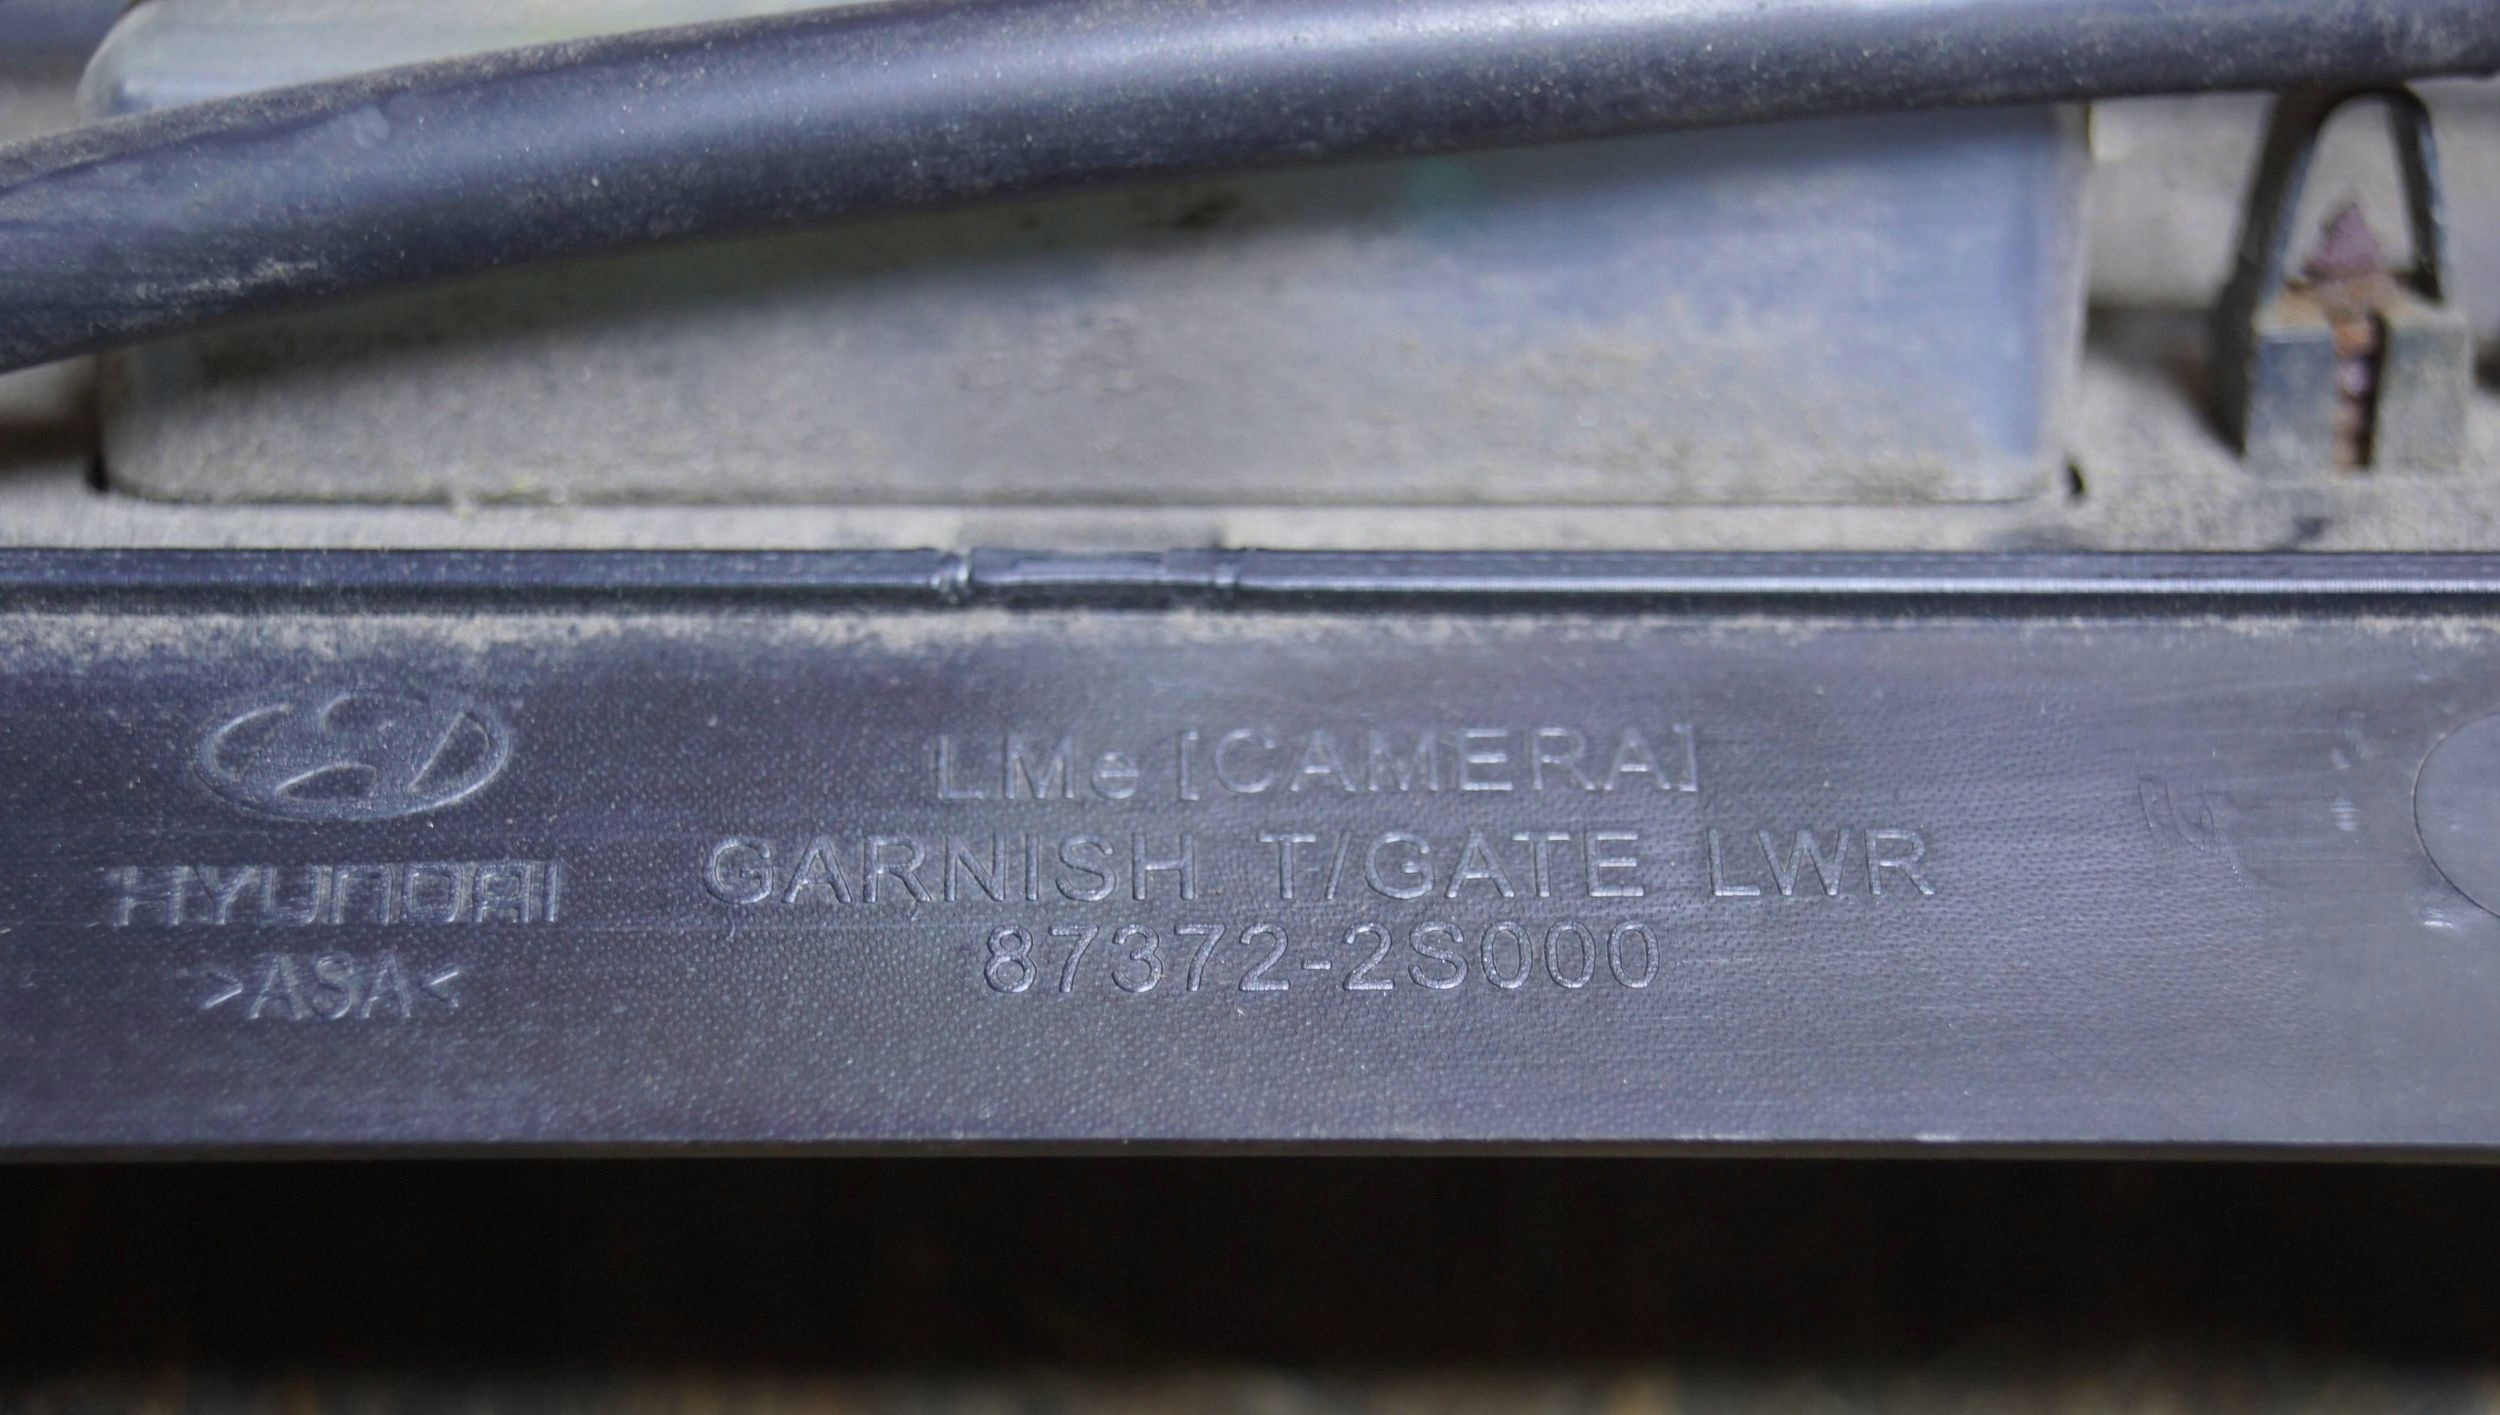 LMe [CAMERA]
GARNISH T/GATE LWR
87372-2S000
HYUNDAI
>ASA<